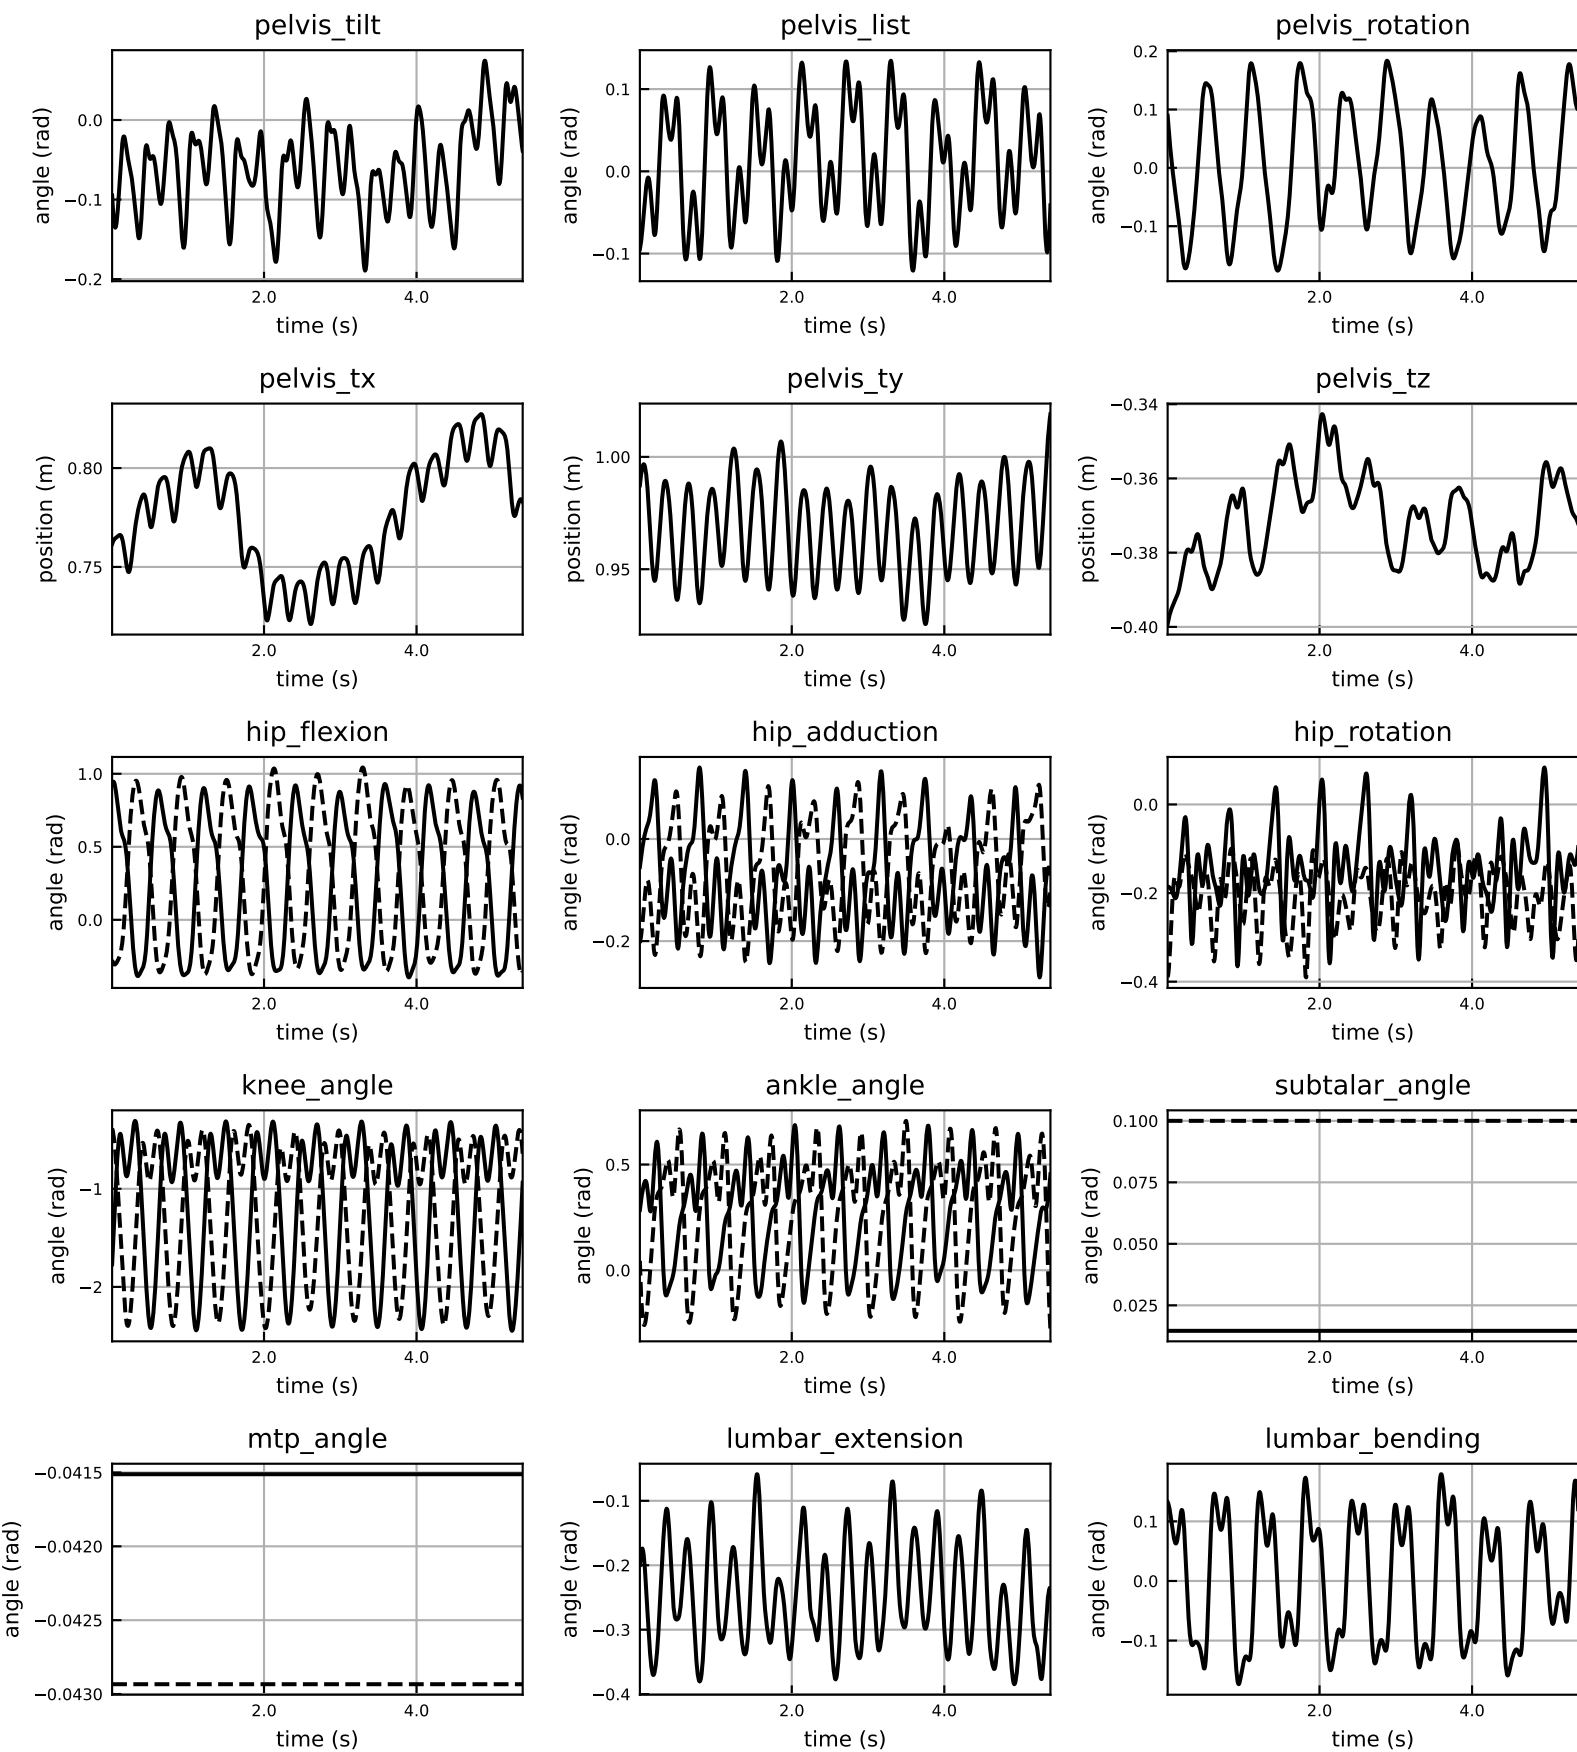 pelvis_tilt
angle (rad)
0.0
−0.1
−0.2
2.0
4.0
time (s)
pelvis_list
angle (rad)
0.1
0.0
−0.1
2.0
4.0
time (s)
pelvis_rotation
angle (rad)
0.2
0.1
0.0
−0.1
2.0
4.0
time (s)
pelvis_tx
position (m)
0.80
0.75
2.0
4.0
time (s)
pelvis_ty
position (m)
1.00
0.95
2.0
4.0
time (s)
pelvis_tz
position (m)
−0.34
−0.36
−0.38
−0.40
2.0
4.0
time (s)
hip_flexion
angle (rad)
1.0
0.5
0.0
2.0
4.0
time (s)
hip_adduction
angle (rad)
0.0
−0.2
2.0
4.0
time (s)
hip_rotation
angle (rad)
0.0
−0.2
−0.4
2.0
4.0
time (s)
knee_angle
angle (rad)
−1
−2
2.0
4.0
time (s)
ankle_angle
angle (rad)
0.5
0.0
2.0
4.0
time (s)
subtalar_angle
angle (rad)
0.100
0.075
0.050
0.025
2.0
4.0
time (s)
mtp_angle
angle (rad)
−0.0415
−0.0420
−0.0425
−0.0430
2.0
4.0
time (s)
lumbar_extension
angle (rad)
−0.1
−0.2
−0.3
−0.4
2.0
4.0
time (s)
lumbar_bending
angle (rad)
0.1
0.0
−0.1
2.0
4.0
time (s)